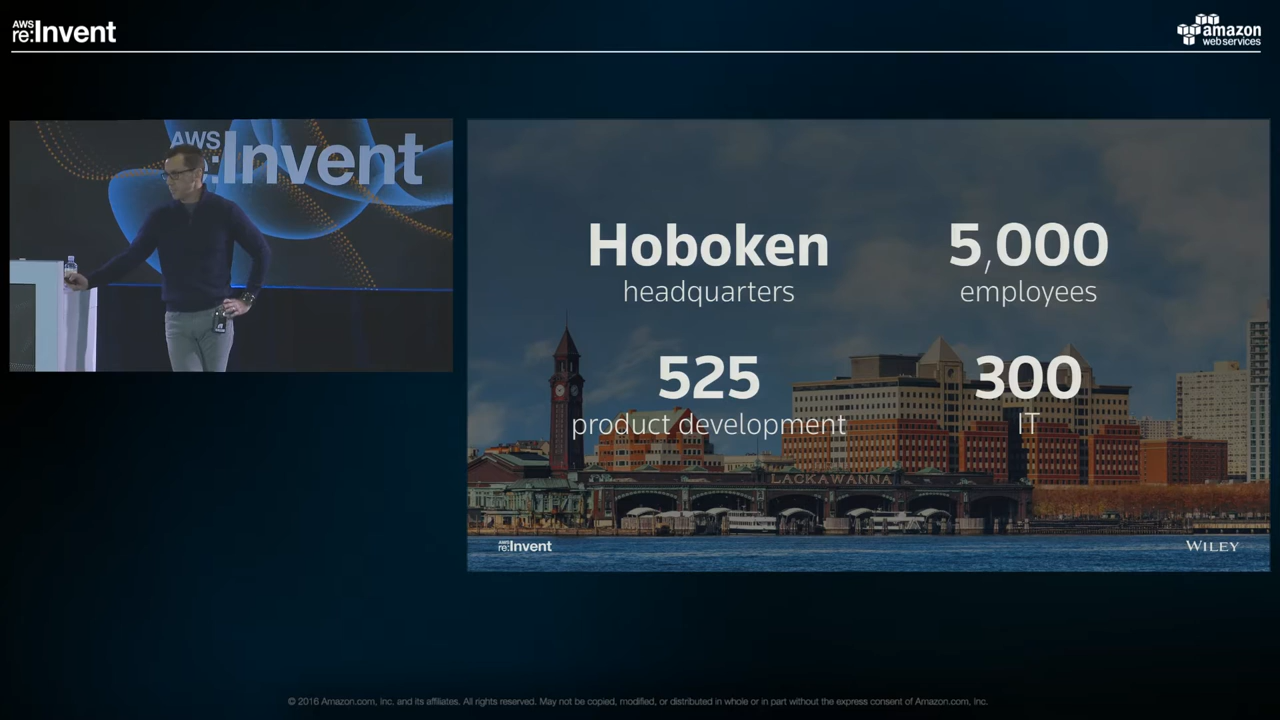 AWS
re:Invent
amazon
web services
AWS
re:Invent
Hoboken
headquarters
5,000
employees
525
product development
300
IT
LACKAWANNA
AWS
re:Invent
WILEY
© 2016 Amazon.com, Inc. and its affiliates. All rights reserved. May not be copied, modified, or distributed in whole or in part without the express consent of Amazon.com, Inc.